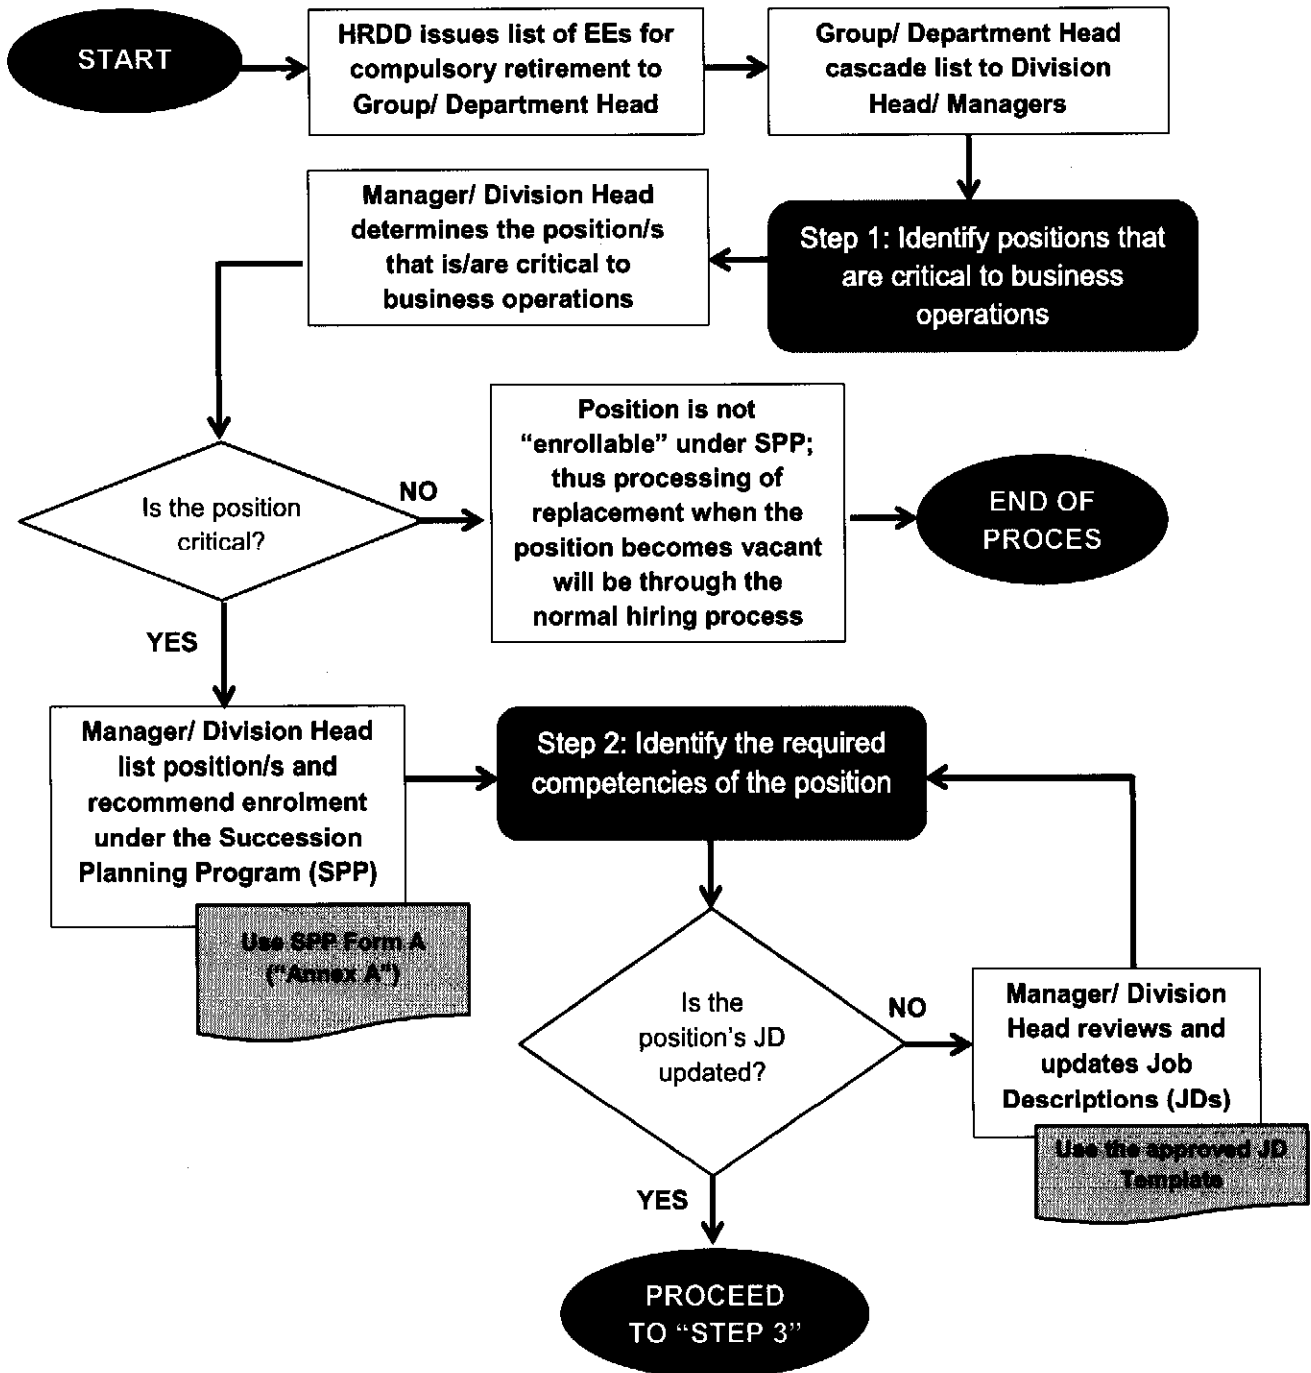 START
HRDD issues list of EEs for
compulsory retirement to
Group/ Department Head
Group/ Department Head
cascade list to Division
Head/ Managers
Step 1: Identify positions that
are critical to business
operations
Manager/ Division Head
determines the position/s
that is/are critical to
business operations
Is the position
critical?
NO
Position is not
“enrollable” under SPP;
thus processing of
replacement when the
position becomes vacant
will be through the
normal hiring process
END OF
PROCES
YES
Manager/ Division Head
list position/s and
recommend enrolment
under the Succession
Planning Program (SPP)
Use SPP Form A
("Annex A")
Step 2: Identify the required
competencies of the position
Is the
position’s JD
updated?
NO
Manager/ Division
Head reviews and
updates Job
Descriptions (JDs)
Use the approved JD
Template
YES
PROCEED
TO “STEP 3”